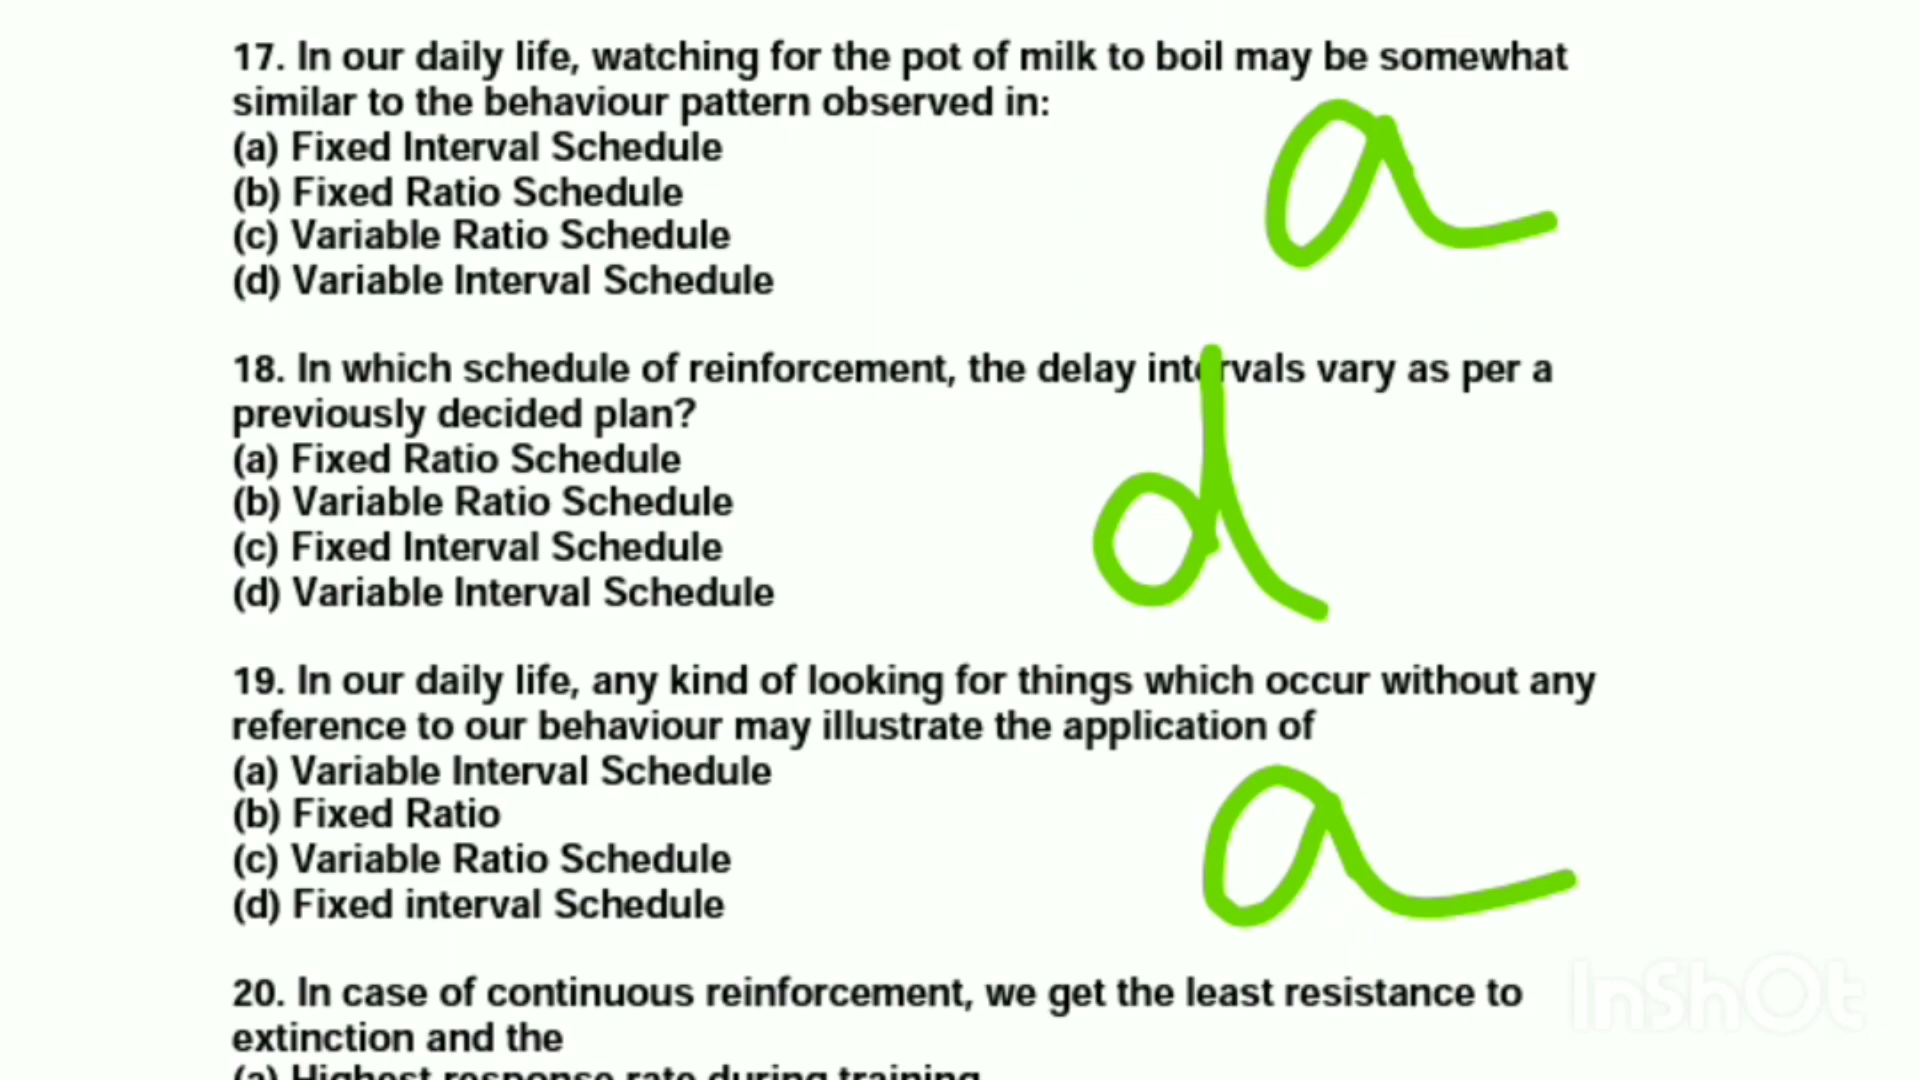 17. In our daily life, watching for the pot of milk to boil may be somewhat
similar to the behaviour pattern observed in:
(a) Fixed Interval Schedule
(b) Fixed Ratio Schedule
(c) Variable Ratio Schedule
(d) Variable Interval Schedule
a
18. In which schedule of reinforcement, the delay intervals vary as per a
previously decided plan?
(a) Fixed Ratio Schedule
(b) Variable Ratio Schedule
(c) Fixed Interval Schedule
(d) Variable Interval Schedule
d
19. In our daily life, any kind of looking for things which occur without any
reference to our behaviour may illustrate the application of
(a) Variable Interval Schedule
(b) Fixed Ratio
(c) Variable Ratio Schedule
(d) Fixed interval Schedule
a
20. In case of continuous reinforcement, we get the least resistance to
extinction and the
(a) Highest response rate during training
InShOt